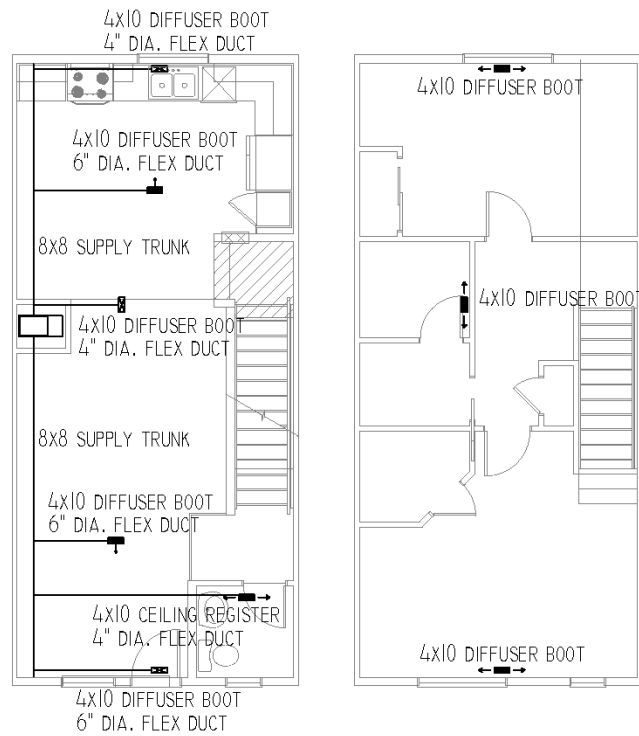 4X10 DIFFUSER BOOT
4" DIA. FLEX DUCT
4X10 DIFFUSER BOOT
6" DIA. FLEX DUCT
8X8 SUPPLY TRUNK
4X10 DIFFUSER BOOT
4" DIA. FLEX DUCT
8X8 SUPPLY TRUNK
4X10 DIFFUSER BOOT
6" DIA. FLEX DUCT
4X10 CEILING REGISTER
4" DIA. FLEX DUCT
4X10 DIFFUSER BOOT
6" DIA. FLEX DUCT
4X10 DIFFUSER BOOT
4X10 DIFFUSER BOOT
4X10 DIFFUSER BOOT